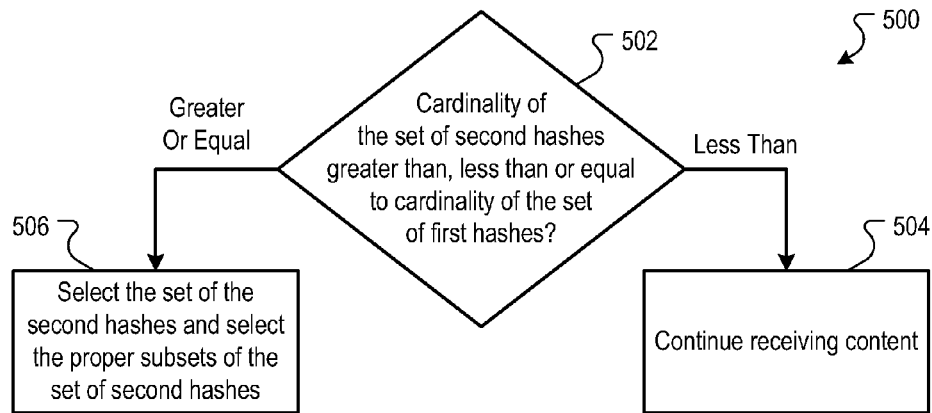 500
502
Cardinality of
the set of second hashes
greater than, less than or equal
to cardinality of the set
of first hashes?
Greater
Or Equal
Less Than
506
Select the set of the
second hashes and select
the proper subsets of the
set of second hashes
504
Continue receiving content